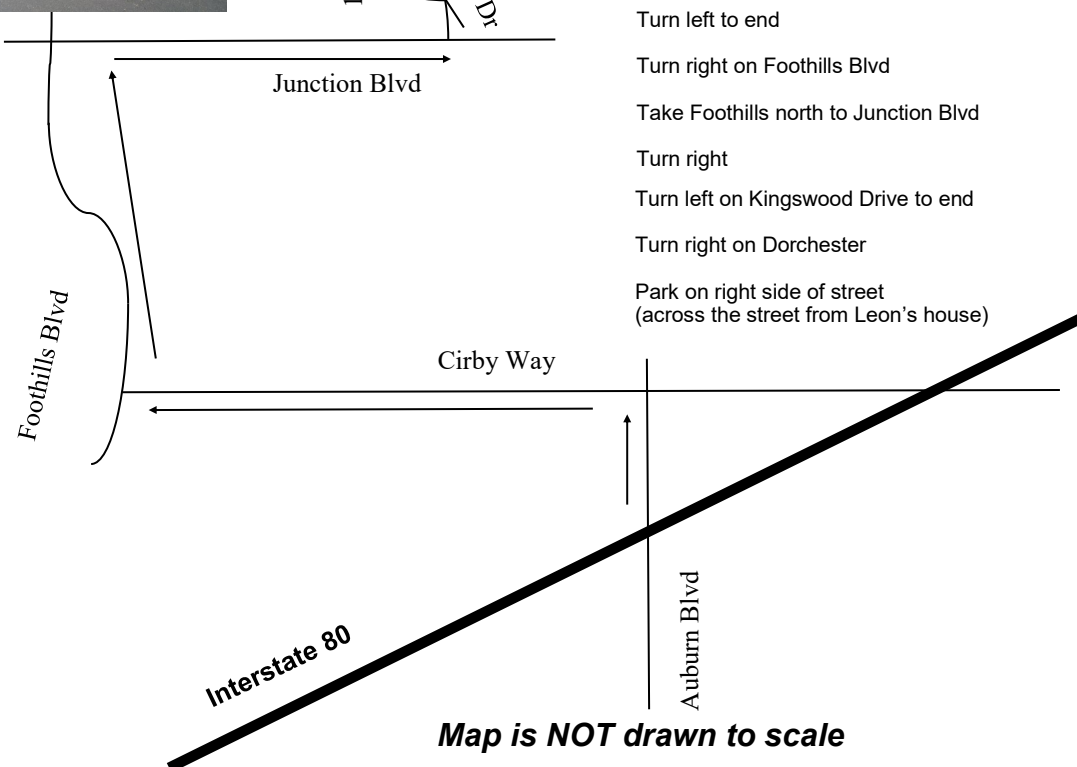 Dr
Turn left to end
Turn right on Foothills Blvd
Junction Blvd
Take Foothills north to Junction Blvd
Turn right
Turn left on Kingswood Drive to end
Turn right on Dorchester
Park on right side of street
(across the street from Leon's house)
Foothills Blvd
Cirby Way
Interstate 80
Auburn Blvd
Map is NOT drawn to scale